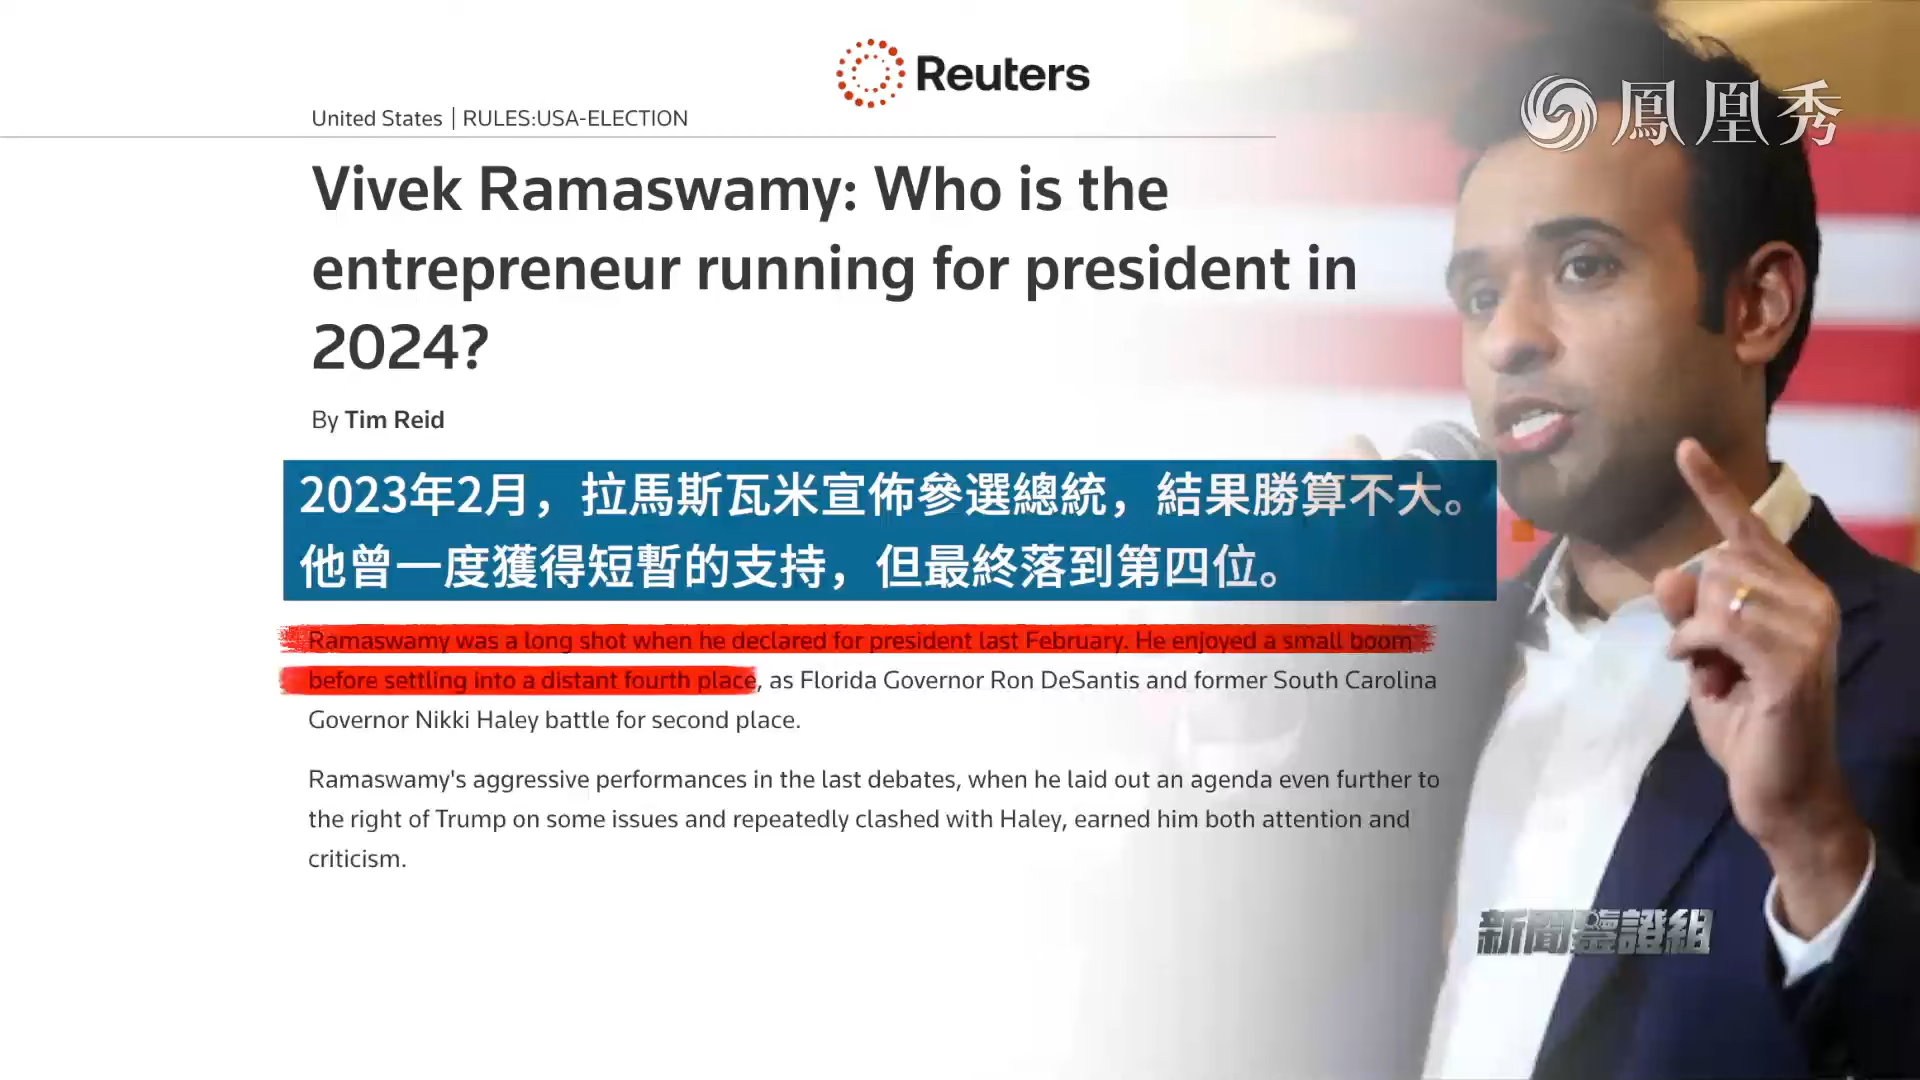 Reuters
鳳凰秀
United States | RULES:USA-ELECTION
Vivek Ramaswamy: Who is the
entrepreneur running for president in
2024?
By Tim Reid
2023年2月，拉馬斯瓦米宣佈參選總統，結果勝算不大。
他曾一度獲得短暫的支持，但最終落到第四位。
Ramaswamy was a long shot when he declared for president last February. He enjoyed a small boom
before settling into a distant fourth place, as Florida Governor Ron DeSantis and former South Carolina
Governor Nikki Haley battle for second place.
Ramaswamy's aggressive performances in the last debates, when he laid out an agenda even further to
the right of Trump on some issues and repeatedly clashed with Haley, earned him both attention and
criticism.
新聞鑒證組